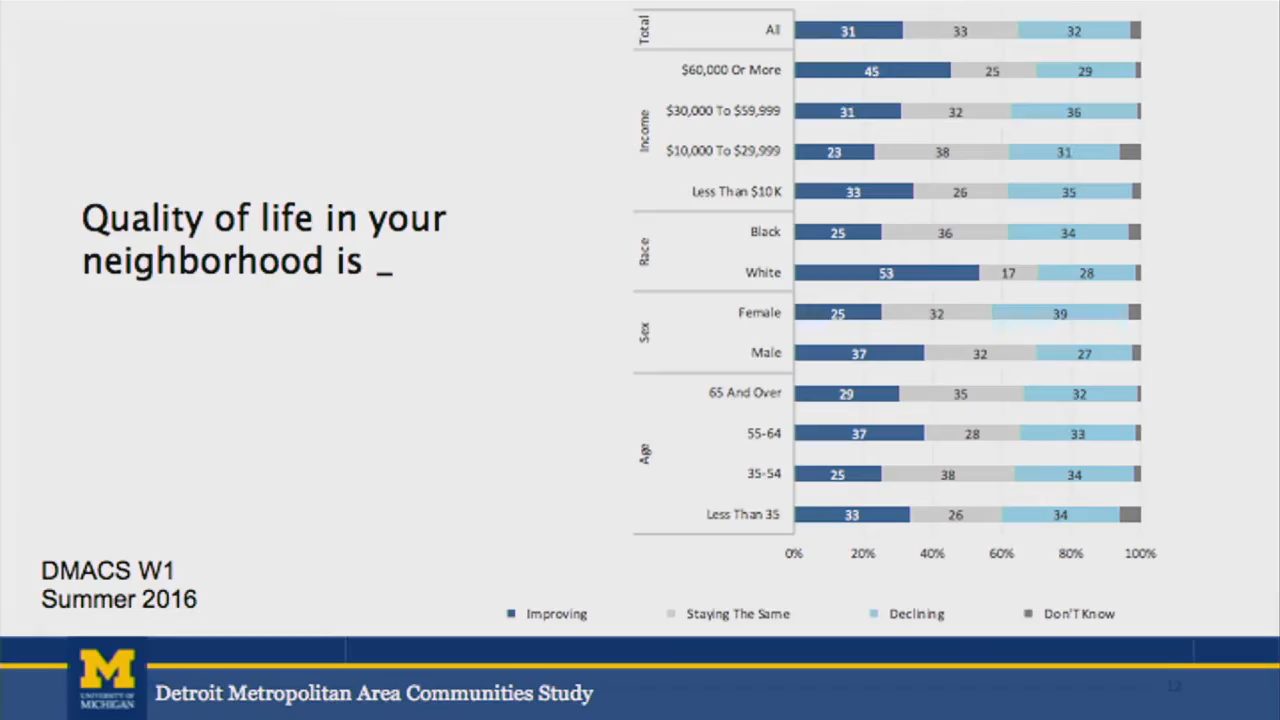 Quality of life in your
neighborhood is _
DMACS W1
Summer 2016
Total
All
31 33 32
Income
$60,000 Or More
45 25 29
$30,000 To $59,999
31 32 36
$10,000 To $29,999
23 38 31
Less Than $10K
33 26 35
Race
Black
25 36 34
White
53 17 28
Sex
Female
25 32 39
Male
37 32 27
Age
65 And Over
29 35 32
55-64
37 28 33
35-54
25 38 34
Less Than 35
33 26 34
0% 20% 40% 60% 80% 100%
Improving Staying The Same Declining Don'T Know
M
UNIVERSITY OF
MICHIGAN
Detroit Metropolitan Area Communities Study
12